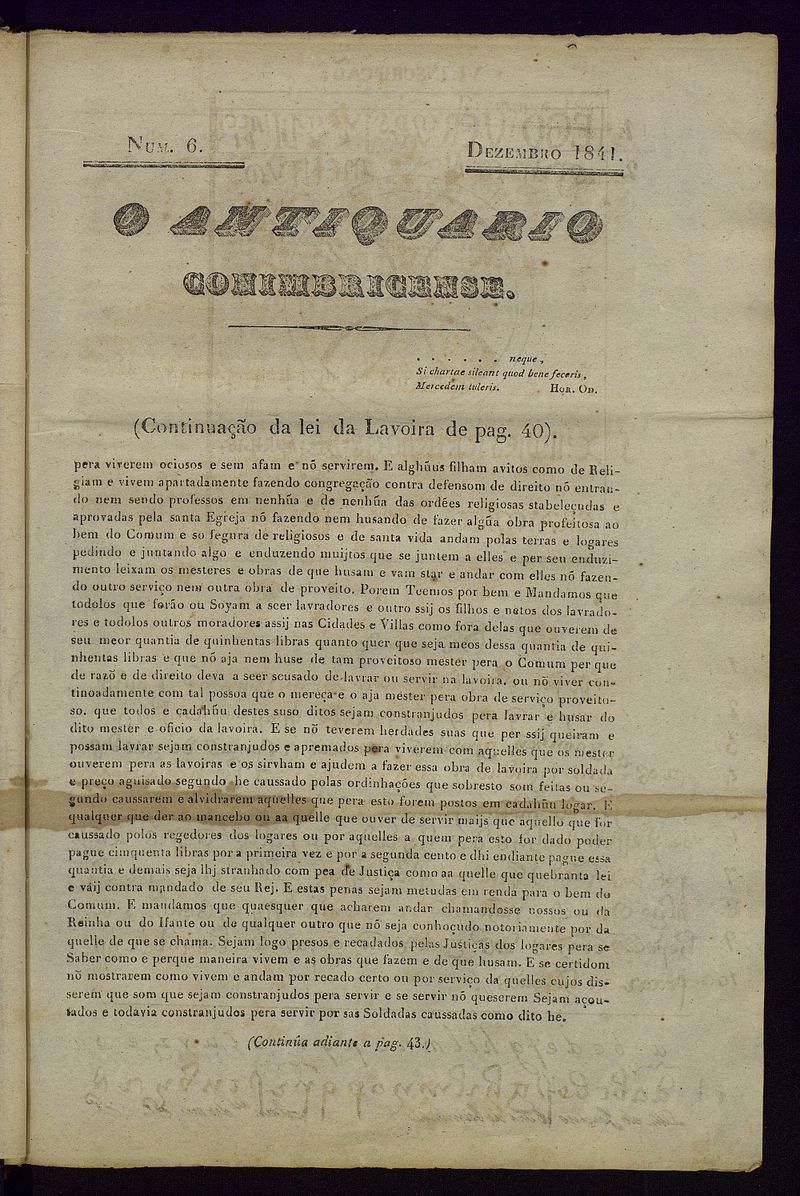 NUM. 6.
DEZEMBRO 1841.
O ANTIQUARIO
CONIMBRICENSE.
. . . . . . neque,
Si chartae sileant quod bene feceris,
Mercedem tuleris. HOR. OD.
(Continuação da lei da Lavoira de pag. 40).
pera viverem ociosos e sem afam e nõ servirem. E alghũus filham avitos como de Reli-
giam e vivem apartadamente fazendo congregação contra defensom de direito nõ entran-
do nem sendo professos em nenhũa e de nenhũa das ordẽes religiosas stabeleçudas e
aprovadas pela santa Egreja nõ fazendo nem husando de fazer algũa obra profeitosa ao
bem do Comum e so fegura de religiosos e de santa vida andam polas terras e logares
pedindo e juntando algo e enduzendo muijtos que se juntem a elles e per seu enduzi-
mento leixam os mesteres e obras de que husam e vam star e andar com elles nõ fazen-
do outro serviço nem outra obra de proveito. Porem Teemos por bem e Mandamos que
todolos que forão ou Soyam a seer lavradores e outro ssij os filhos e netos dos lavrado-
res e todolos outros moradores assij nas Cidades e Villas como fora delas que ouverem de
seu meor quantia de quinhentas libras quanto quer que seja meos dessa quantia de qui-
nhentas libras e que nõ aja nem huse de tam proveitoso mester pera o Comum per que
de razõ e de direito deva a seer scusado de lavrar ou servir na lavoira, ou nõ viver con-
tinoadamente com tal possoa que o mereça e o aja mester pera obra de serviço proveito-
so. que todos e cada hũu destes suso ditos sejam constranjudos pera lavrar e husar do
dito mester e oficio da lavoira. E se nõ teverem herdades suas que per ssij queiram e
possam lavrar sejam constranjudos e apremados pera viverem com aquelles que os mester
ouverem pera as lavoiras e os sirvham e ajudem a fazer essa obra de lavoira por soldada
e preço aguisado segundo he caussado polas ordinhações que sobresto som feitas ou se-
gundo caussarem e alvidrarem aquelles que pera esto forem postos em cadahũu logar. E
qualquer que der ao mancebo ou aa quelle que ouver de servir maijs que aquello que for
caussado polos regedores dos logares ou por aquelles a quem pera esto for dado poder
pague cimquenta libras por a primeira vez e por a segunda cento e dhi endiante pague essa
quantia e demais seja lhj stranhado com pea de Justiça como aa quelle que quebranta lei
e vaij contra mandado de seu Rej. E estas penas sejam metudas em renda para o bem do
Comum. E mandamos que quaesquer que acharem andar chamandosse nossos ou da
Reinha ou do Ifante ou de qualquer outro que nõ seja conhoçudo notoriamente por da
quelle de que se chama. Sejam logo presos e recadados pelas Justiças dos logares pera se
Saber como e perque maneira vivem e as obras que fazem e de que husam. E se certidom
nõ mostrarem como vivem e andam por recado certo ou por serviço da quelles cujos dis-
serem que som que sejam constranjudos pera servir e se servir nõ queserem Sejam açou-
tados e todavia constranjudos pera servir por sas Soldadas caussadas como dito he.
(Continúa adiante a pag. 43.)